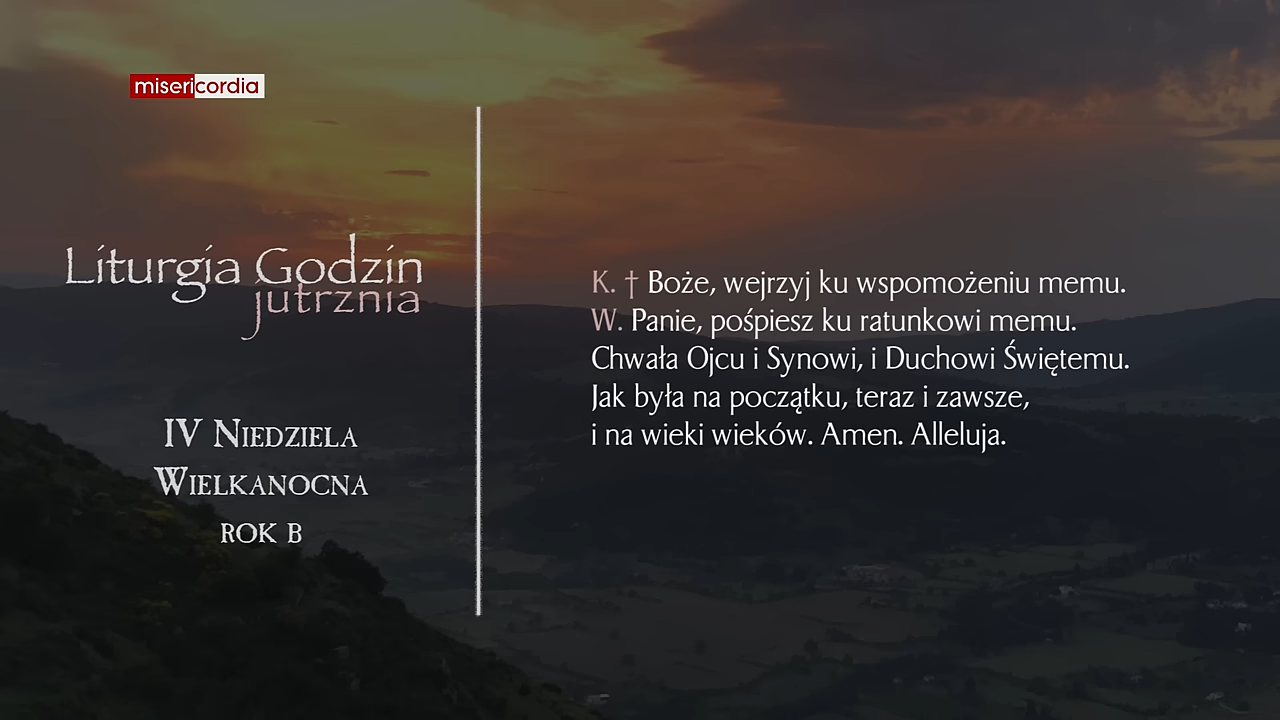 misericordia
Liturgia Godzin
jutrznia
IV Niedziela
Wielkanocna
rok B
K. † Boże, wejrzyj ku wspomożeniu memu.
W. Panie, pośpiesz ku ratunkowi memu.
Chwała Ojcu i Synowi, i Duchowi Świętemu.
Jak była na początku, teraz i zawsze,
i na wieki wieków. Amen. Alleluja.